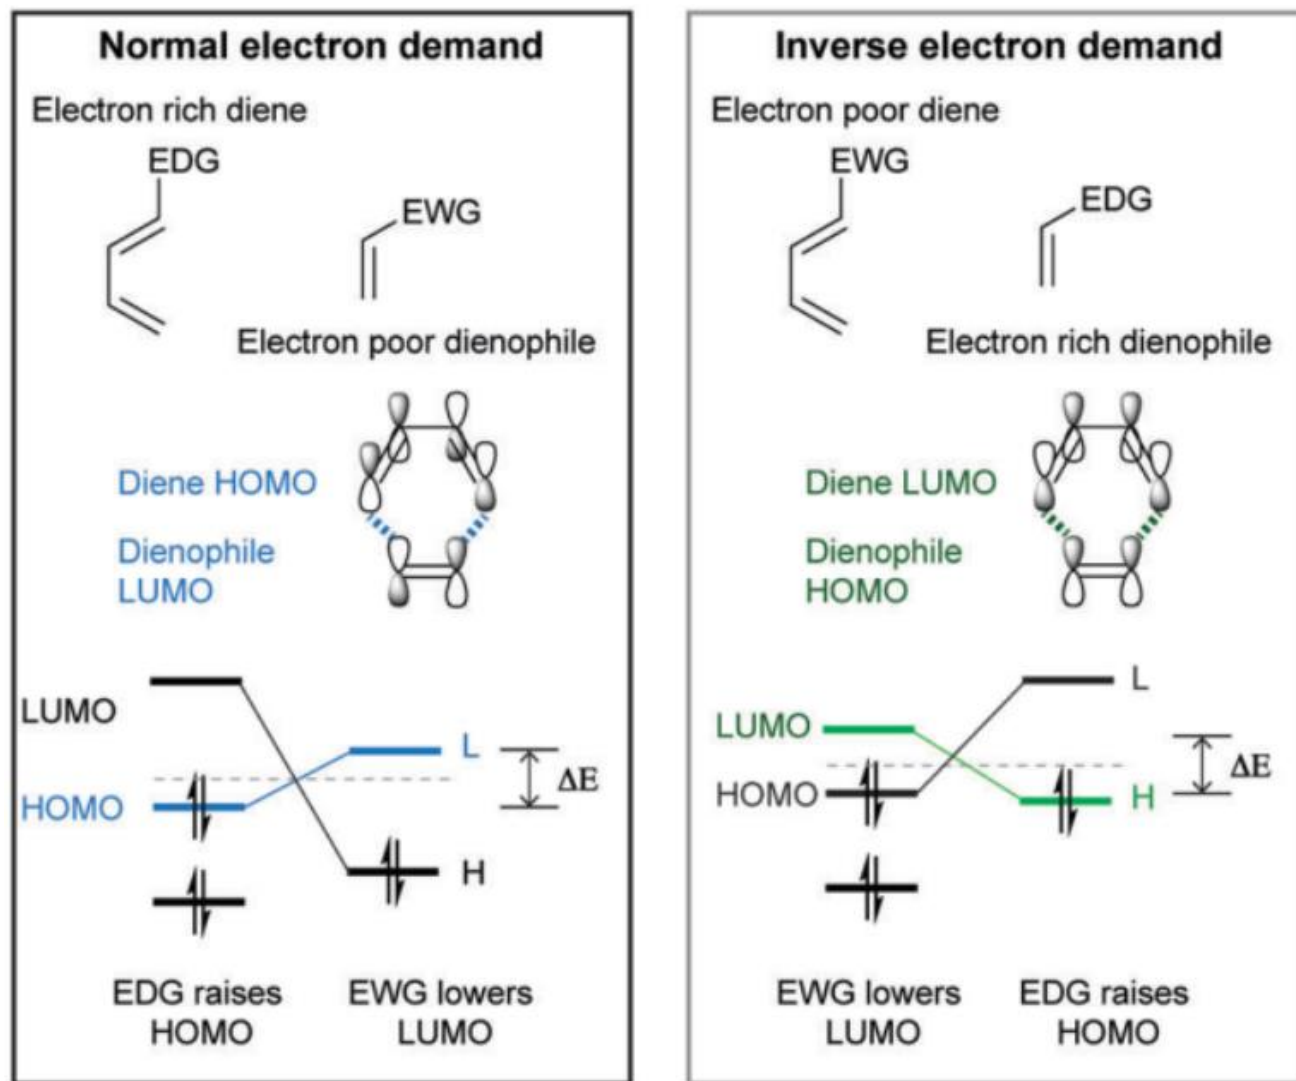 Normal electron demand
Electron rich diene
EDG
EWG
Electron poor dienophile
Diene HOMO
Dienophile
LUMO
LUMO
L
ΔE
HOMO
H
EDG raises
HOMO
EWG lowers
LUMO
Inverse electron demand
Electron poor diene
EWG
EDG
Electron rich dienophile
Diene LUMO
Dienophile
HOMO
L
LUMO
ΔE
HOMO
H
EWG lowers
LUMO
EDG raises
HOMO